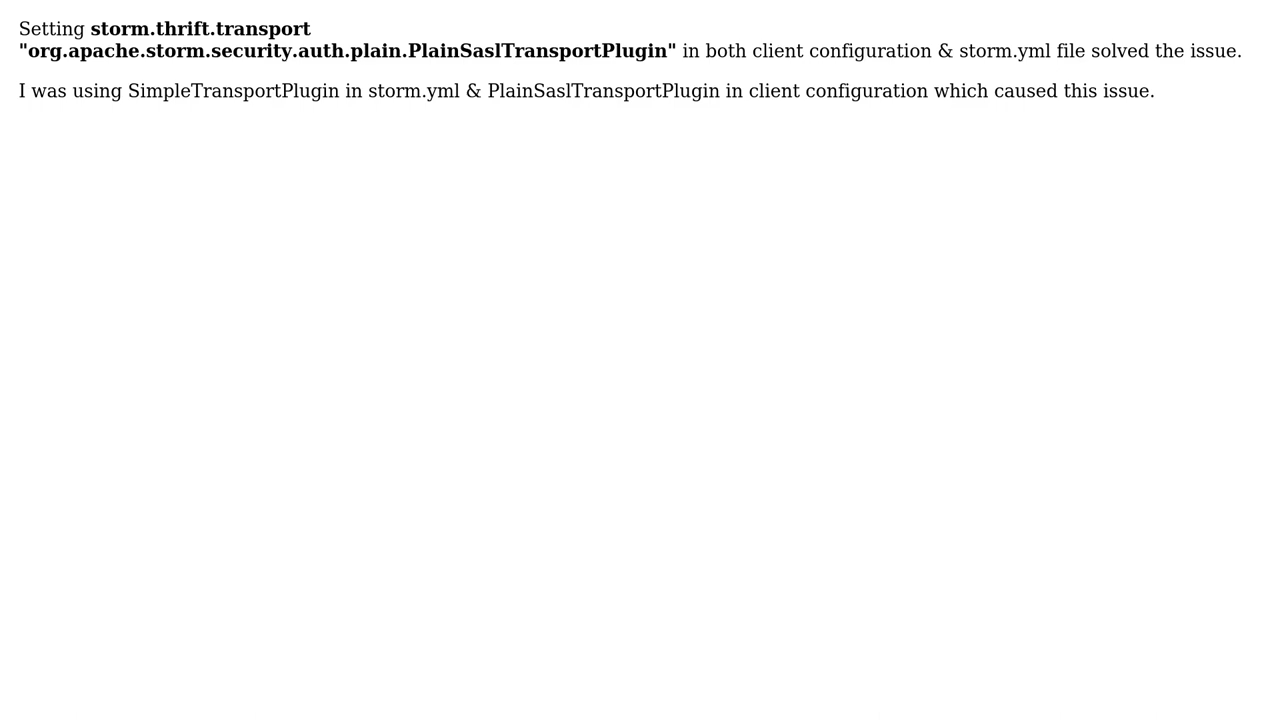 Setting storm.thrift.transport
"org.apache.storm.security.auth.plain.PlainSaslTransportPlugin" in both client configuration & storm.yml file solved the issue.
I was using SimpleTransportPlugin in storm.yml & PlainSaslTransportPlugin in client configuration which caused this issue.